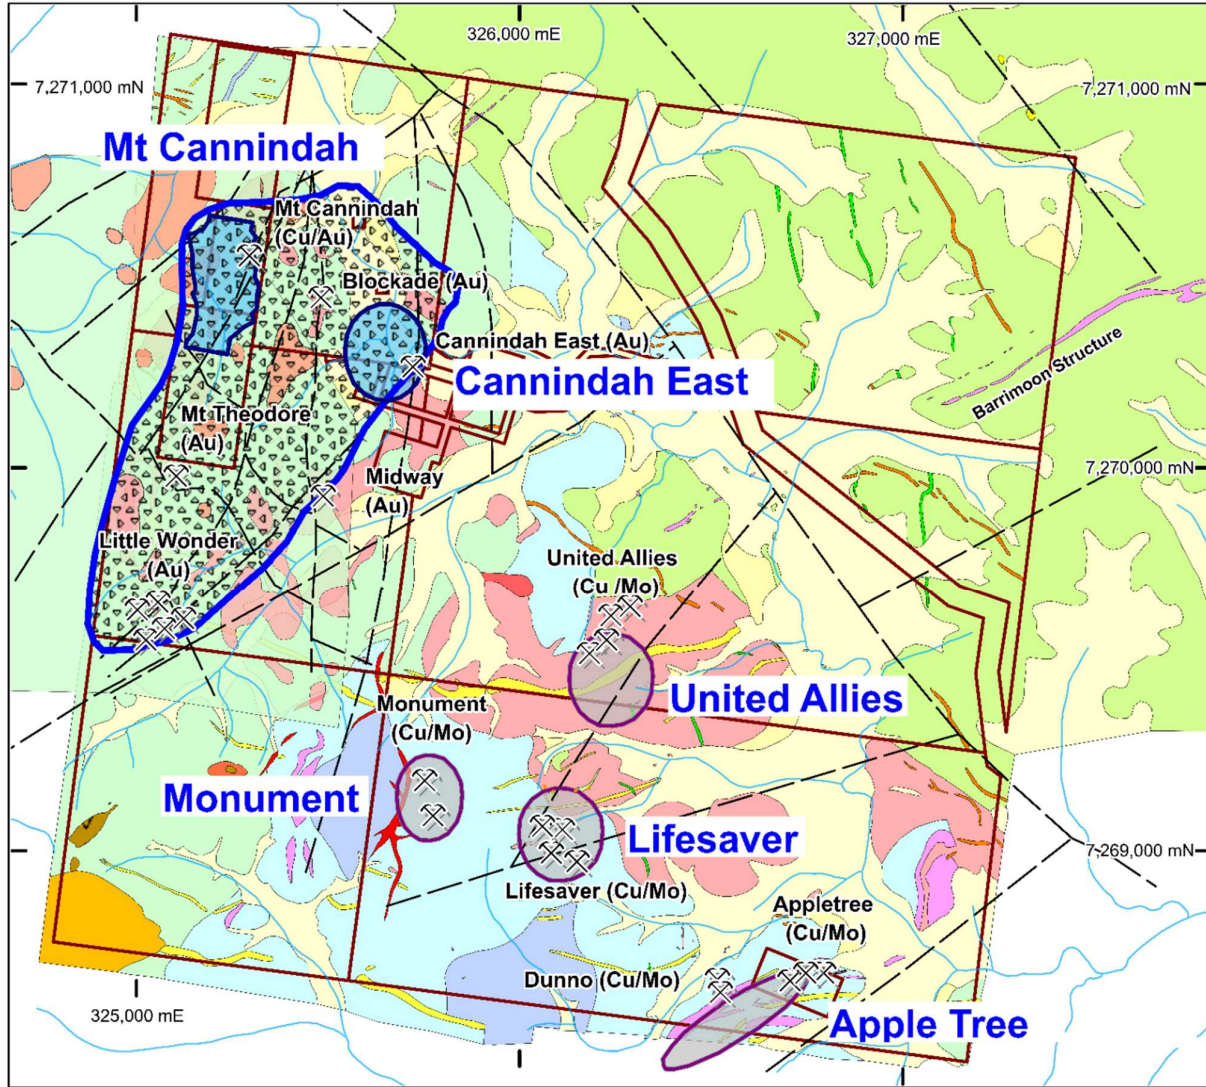 326,000 mE
327,000 mE
7,271,000 mN
7,271,000 mN
Mt Cannindah
Mt Cannindah
(Cu/Au)
Blockade (Au)
Cannindah East (Au)
Cannindah East
Barrimoon Structure
Mt Theodore
(Au)
Midway
(Au)
7,270,000 mN
Little Wonder
(Au)
United Allies
(Cu /Mo)
United Allies
Monument
(Cu/Mo)
Monument
Lifesaver
7,269,000 mN
Lifesaver (Cu/Mo)
Appletree
(Cu/Mo)
Dunno (Cu/Mo)
325,000 mE
Apple Tree